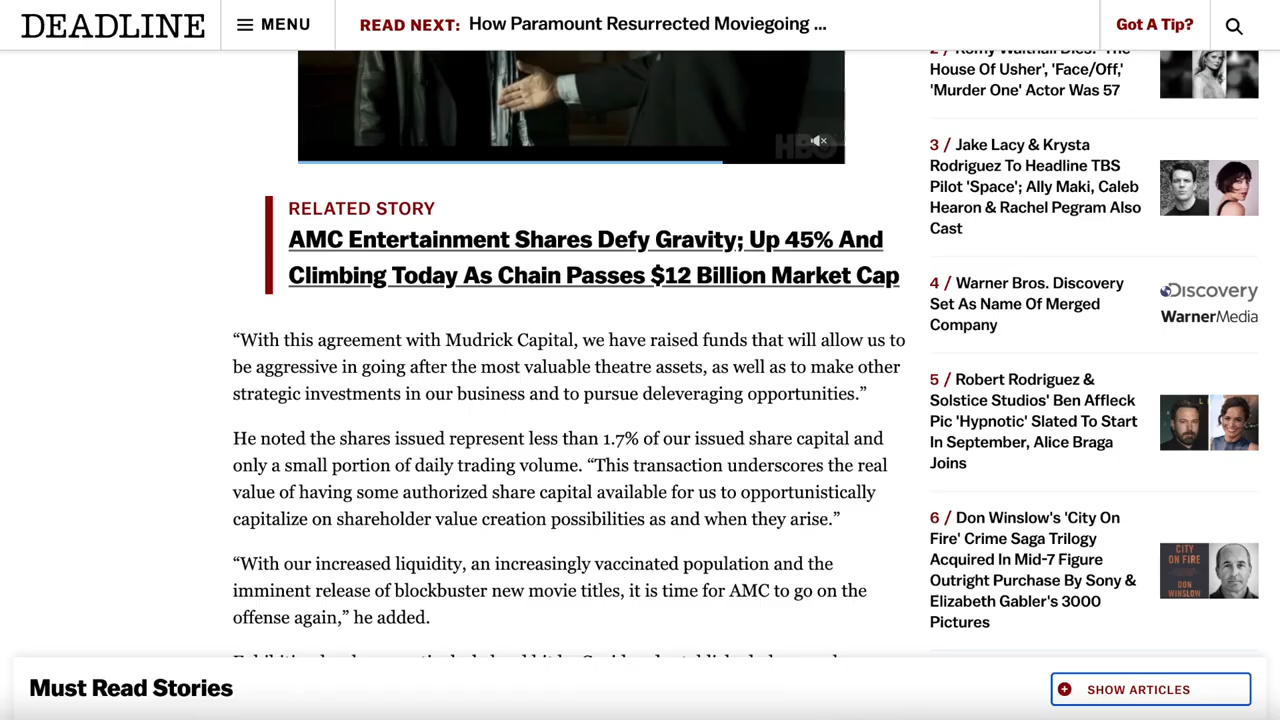 DEADLINE
MENU
READ NEXT: How Paramount Resurrected Moviegoing ...
Got A Tip?
HBO
RELATED STORY
AMC Entertainment Shares Defy Gravity; Up 45% And
Climbing Today As Chain Passes $12 Billion Market Cap
“With this agreement with Mudrick Capital, we have raised funds that will allow us to
be aggressive in going after the most valuable theatre assets, as well as to make other
strategic investments in our business and to pursue deleveraging opportunities.”
He noted the shares issued represent less than 1.7% of our issued share capital and
only a small portion of daily trading volume. “This transaction underscores the real
value of having some authorized share capital available for us to opportunistically
capitalize on shareholder value creation possibilities as and when they arise.”
“With our increased liquidity, an increasingly vaccinated population and the
imminent release of blockbuster new movie titles, it is time for AMC to go on the
offense again,” he added.
2 / Romy Walthall Dies: 'The
House Of Usher', 'Face/Off,'
'Murder One' Actor Was 57
3 / Jake Lacy & Krysta
Rodriguez To Headline TBS
Pilot 'Space'; Ally Maki, Caleb
Hearon & Rachel Pegram Also
Cast
4 / Warner Bros. Discovery
Set As Name Of Merged
Company
Discovery
WarnerMedia
5 / Robert Rodriguez &
Solstice Studios' Ben Affleck
Pic 'Hypnotic' Slated To Start
In September, Alice Braga
Joins
6 / Don Winslow's 'City On
Fire' Crime Saga Trilogy
Acquired In Mid-7 Figure
Outright Purchase By Sony &
Elizabeth Gabler's 3000
Pictures
CITY
ON FIRE
DON
WINSLOW
Must Read Stories
SHOW ARTICLES